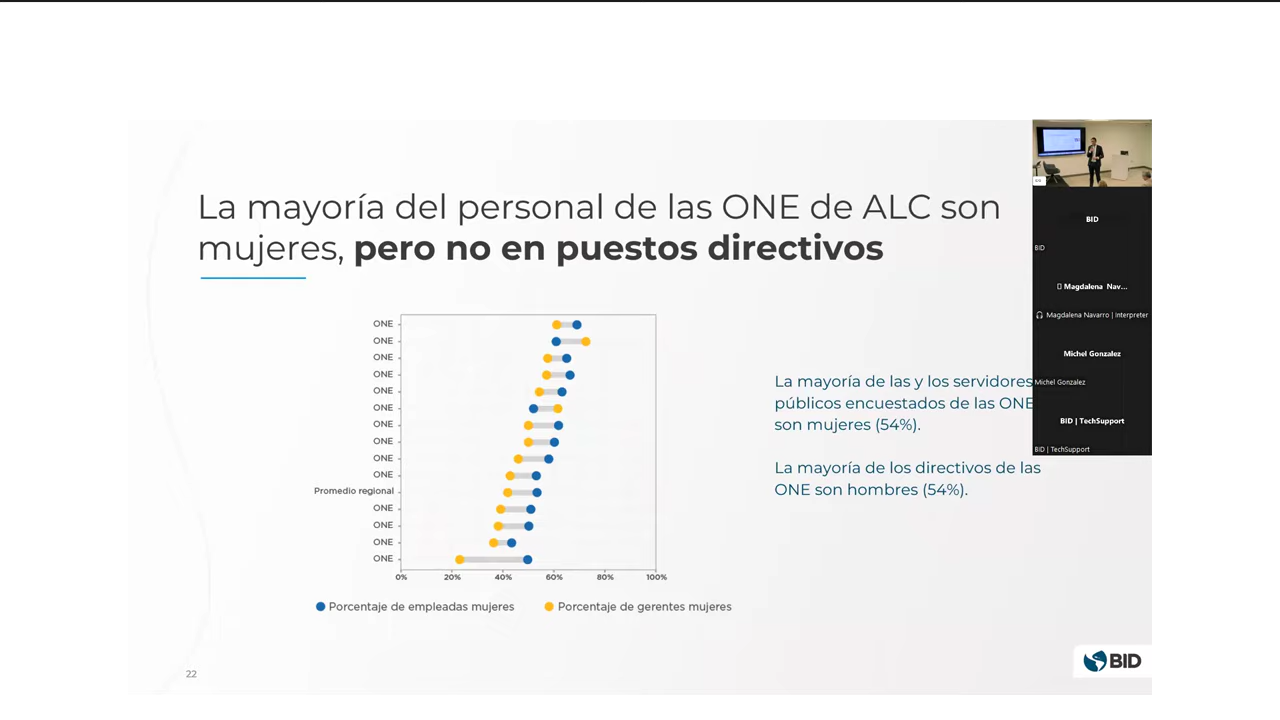 La mayoría del personal de las ONE de ALC son
mujeres, pero no en puestos directivos
ONE
ONE
ONE
ONE
ONE
ONE
ONE
ONE
ONE
ONE
Promedio regional
ONE
ONE
ONE
ONE
0%
20%
40%
60%
80%
100%
Porcentaje de empleadas mujeres
Porcentaje de gerentes mujeres
La mayoría de las y los servidores
públicos encuestados de las ONE
son mujeres (54%).
La mayoría de los directivos de las
ONE son hombres (54%).
BID
BID
Magdalena Nav...
Magdalena Navarro | Interpreter
Michel Gonzalez
Michel Gonzalez
BID | TechSupport
BID | TechSupport
22
BID